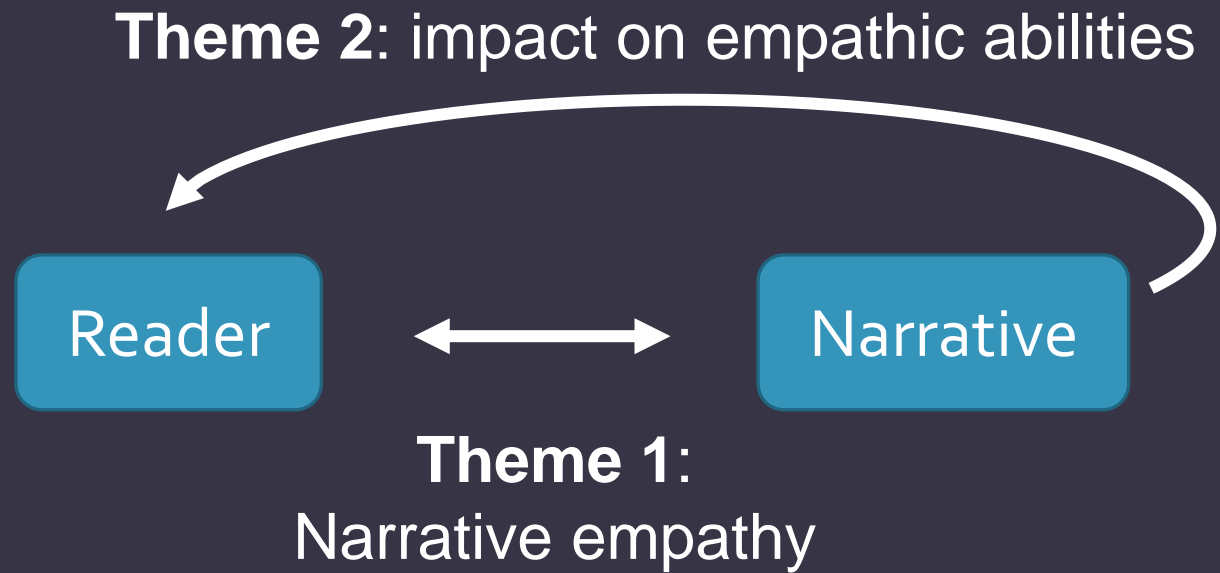 Theme 2: impact on empathic abilities
Reader
Narrative
Theme 1:
Narrative empathy